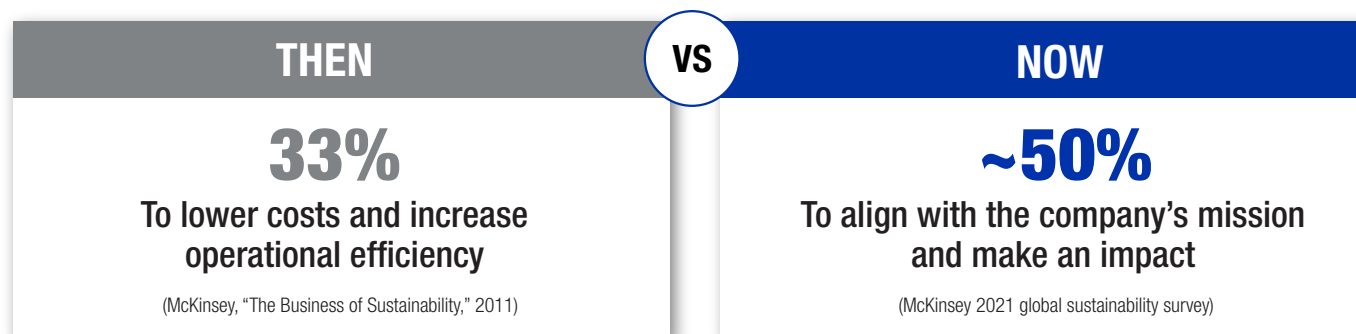 THEN
VS
NOW
33%
To lower costs and increase
operational efficiency
(McKinsey, “The Business of Sustainability,” 2011)
~50%
To align with the company’s mission
and make an impact
(McKinsey 2021 global sustainability survey)